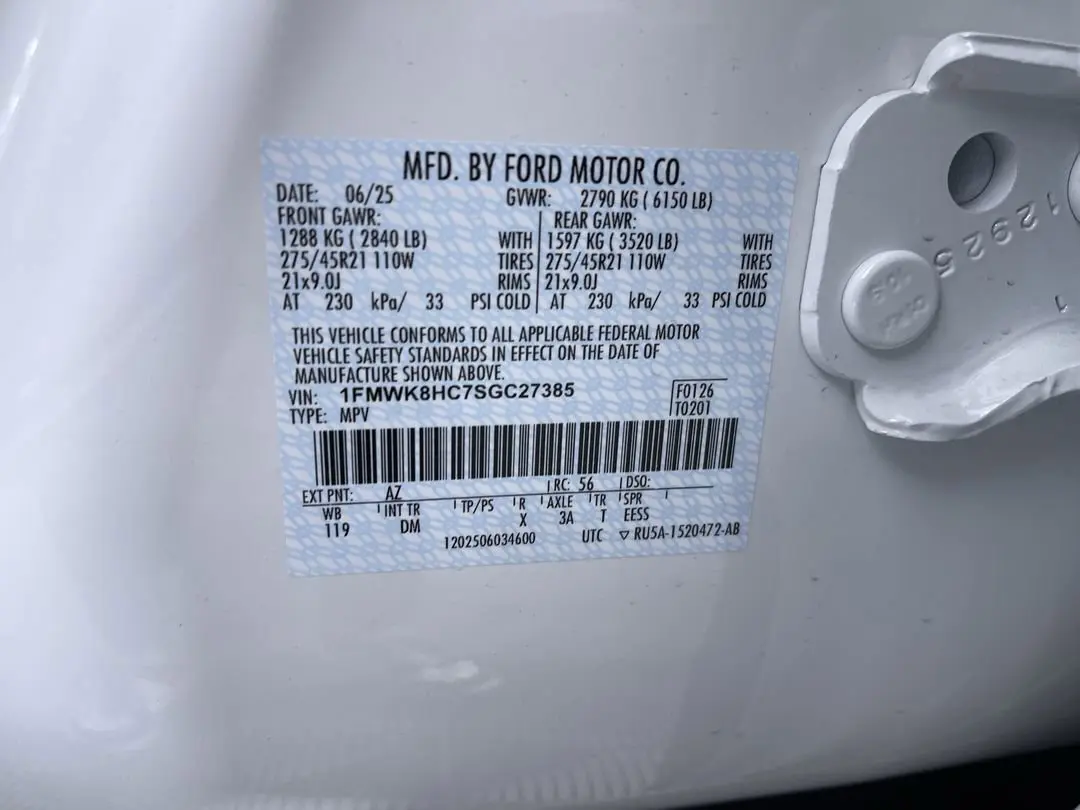 MFD. BY FORD MOTOR CO.
DATE: 06/25 GVWR: 2790 KG ( 6150 LB)
FRONT GAWR: REAR GAWR:
1288 KG ( 2840 LB) WITH 1597 KG ( 3520 LB) WITH
275/45R21 110W TIRES 275/45R21 110W TIRES
21x9.0J RIMS 21x9.0J RIMS
AT 230 kPa/ 33 PSI COLD AT 230 kPa/ 33 PSI COLD
THIS VEHICLE CONFORMS TO ALL APPLICABLE FEDERAL MOTOR
VEHICLE SAFETY STANDARDS IN EFFECT ON THE DATE OF
MANUFACTURE SHOWN ABOVE.
VIN: 1FMWK8HC7SGC27385 F0126
TYPE: MPV T0201
EXT PNT: AZ RC: 56 DSO:
WB INT TR TP/PS R AXLE TR SPR
119 DM X 3A T EESS
1202506034600 UTC ▽ RU5A-1520472-AB
12925